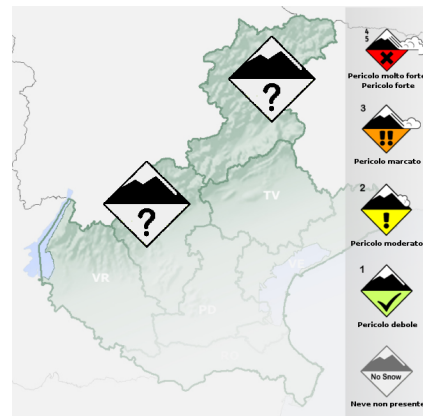 4
5
Pericolo molto forte
Pericolo forte
3
!!
Pericolo marcato
2
!
Pericolo moderato
1
Pericolo debole
No Snow
Neve non presente
?
?
TV
VR
PD